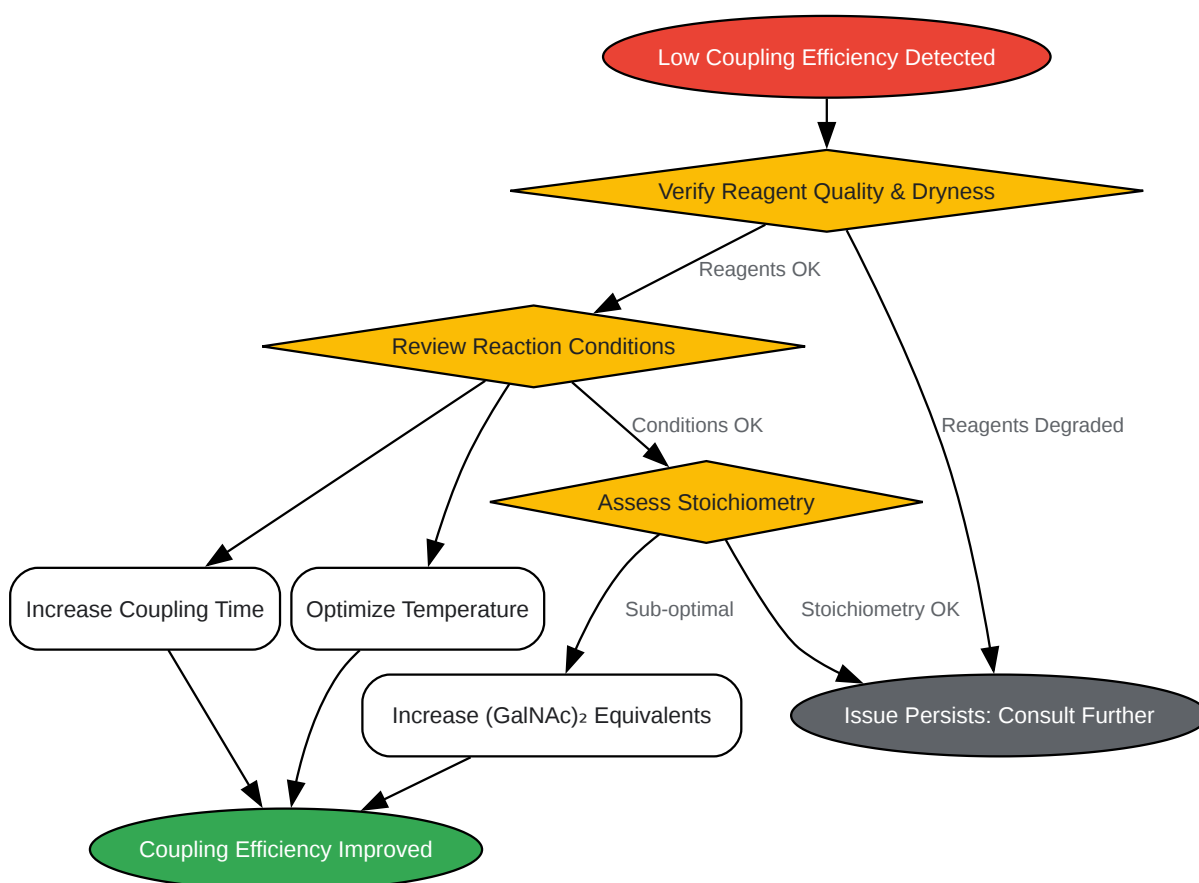 Low Coupling Efficiency Detected
Verify Reagent Quality & Dryness
Reagents OK
Review Reaction Conditions
Conditions OK
Reagents Degraded
Assess Stoichiometry
Increase Coupling Time
Optimize Temperature
Sub-optimal
Stoichiometry OK
Increase (GalNAc)₂ Equivalents
Issue Persists: Consult Further
Coupling Efficiency Improved